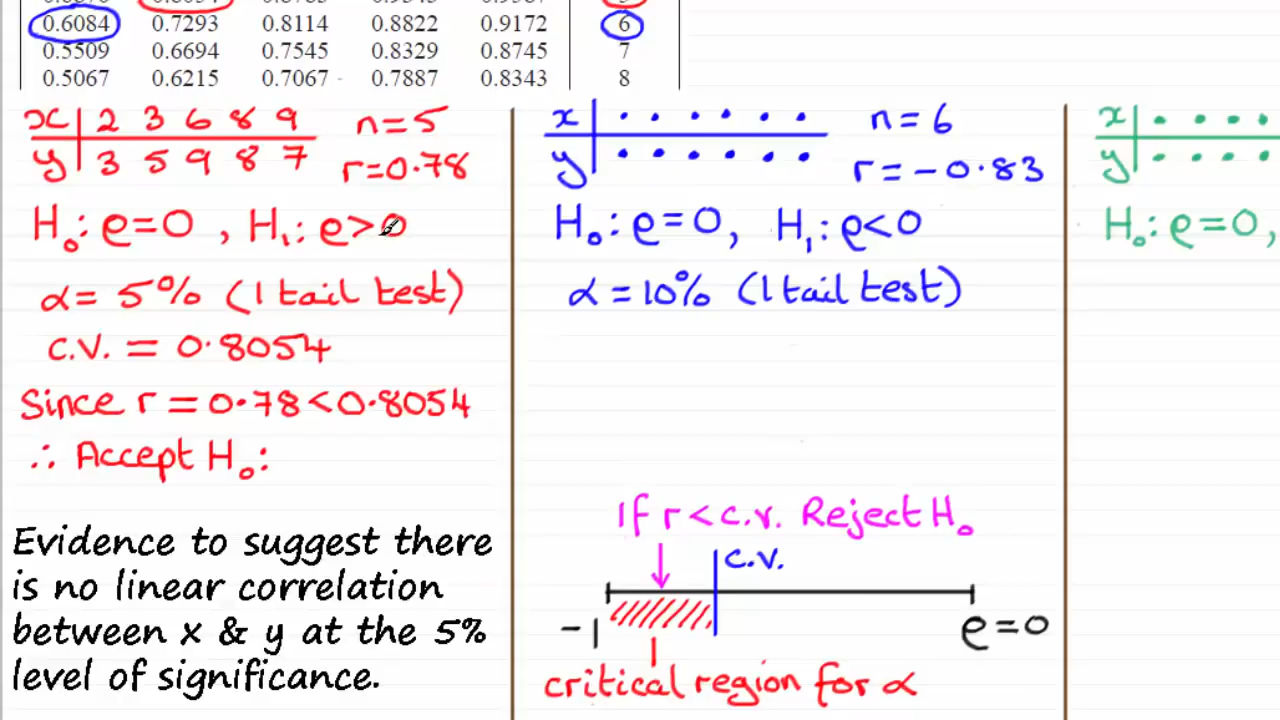 0.6084 0.7293 0.8114 0.8822 0.9172 6
0.5509 0.6694 0.7545 0.8329 0.8745 7
0.5067 0.6215 0.7067 0.7887 0.8343 8
x 2 3 6 8 9 n=5
y 3 5 9 8 7 r=0.78
H₀: ρ=0, H₁: ρ>0
α= 5% (1 tail test)
c.v. = 0.8054
Since r = 0.78 < 0.8054
∴ Accept H₀:
Evidence to suggest there
is no linear correlation
between x & y at the 5%
level of significance.
x n = 6
y r = -0.83
H₀: ρ=0, H₁: ρ<0
α = 10% (1 tail test)
If r < c.v. Reject H₀
c.v.
-1 ρ=0
critical region for α
x
y
H₀: ρ=0,